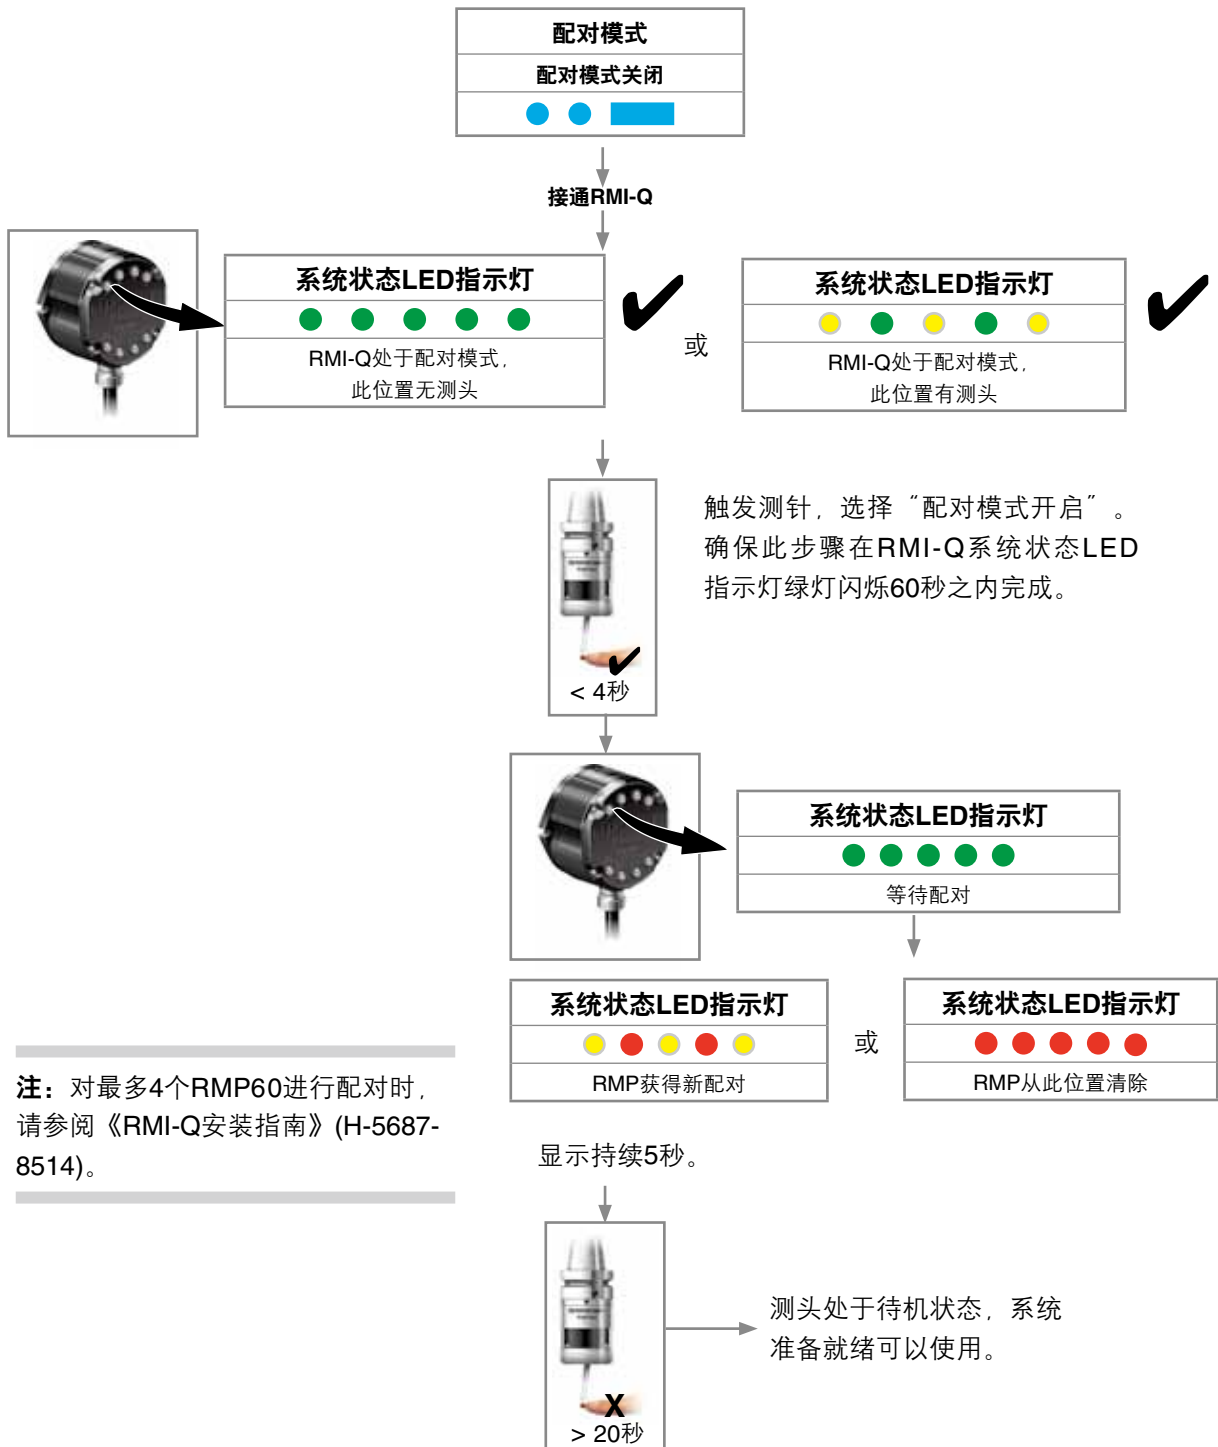 配对模式
配对模式关闭
接通RMI-Q
系统状态LED指示灯
RMI-Q处于配对模式，
此位置无测头
或
系统状态LED指示灯
RMI-Q处于配对模式，
此位置有测头
触发测针，选择“配对模式开启”。
确保此步骤在RMI-Q系统状态LED
指示灯绿灯闪烁60秒之内完成。
< 4秒
系统状态LED指示灯
等待配对
系统状态LED指示灯
RMP获得新配对
或
系统状态LED指示灯
RMP从此位置清除
注：对最多4个RMP60进行配对时，
请参阅《RMI-Q安装指南》(H-5687-
8514)。
显示持续5秒。
X
> 20秒
测头处于待机状态，系统
准备就绪可以使用。